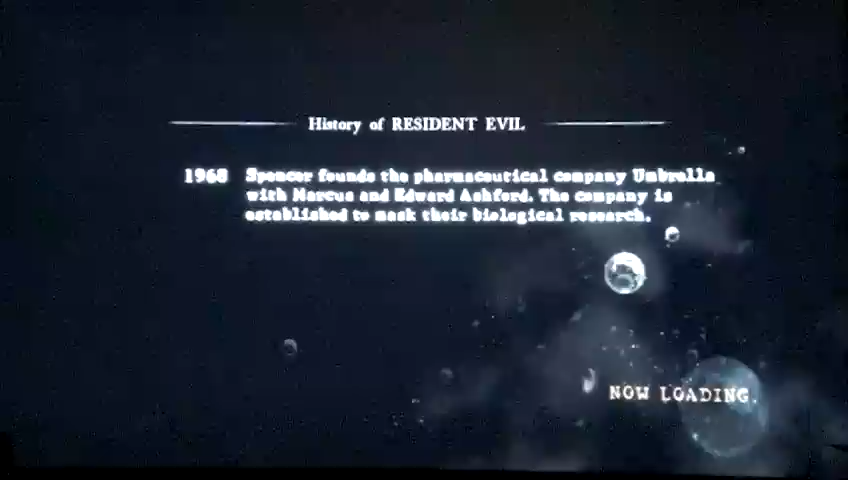 History of RESIDENT EVIL
1968 Spencer founds the pharmaceutical company Umbrella
with Marcus and Edward Ashford. The company is
established to mask their biological research.
NOW LOADING.